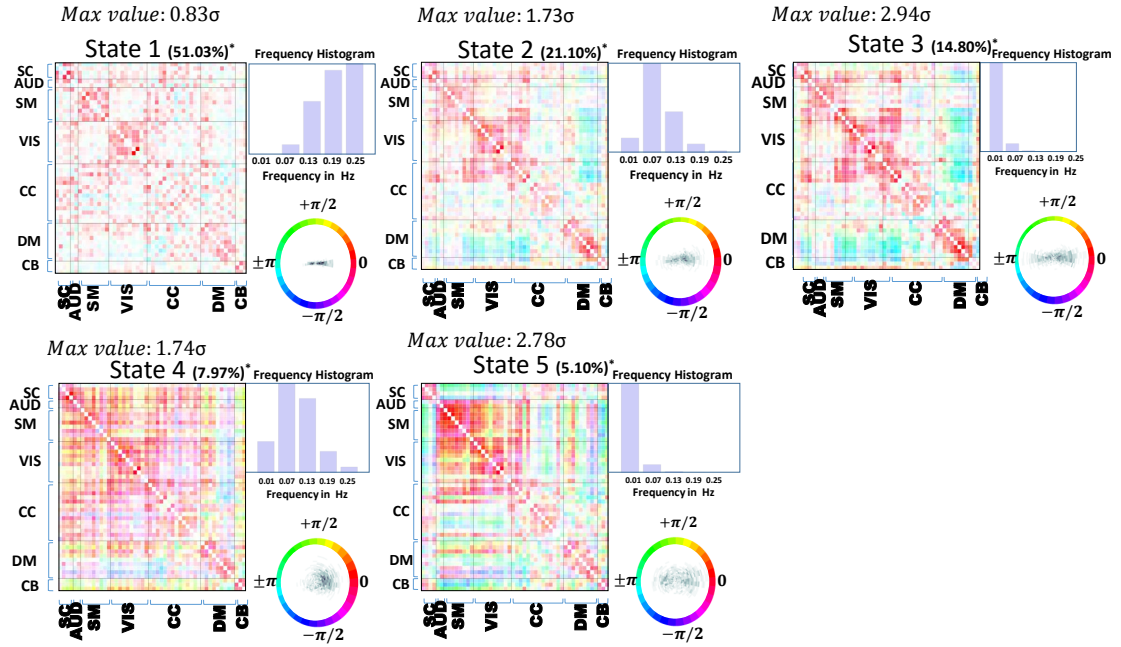 Max value: 0.83σ
State 1 (51.03%)*
Frequency Histogram
SC
AUD
SM
VIS
CC
DM
CB
0.01 0.07 0.13 0.19 0.25
Frequency in Hz
+π/2
±π
0
−π/2
SC AUD SM VIS CC DM CB
Max value: 1.73σ
State 2 (21.10%)*
Frequency Histogram
SC
AUD
SM
VIS
CC
DM
CB
0.01 0.07 0.13 0.19 0.25
Frequency in Hz
+π/2
±π
0
−π/2
SC AUD SM VIS CC DM CB
Max value: 2.94σ
State 3 (14.80%)*
Frequency Histogram
SC
AUD
SM
VIS
CC
DM
CB
0.01 0.07 0.13 0.19 0.25
Frequency in Hz
+π/2
±π
0
−π/2
SC AUD SM VIS CC DM CB
Max value: 1.74σ
State 4 (7.97%)*
Frequency Histogram
SC
AUD
SM
VIS
CC
DM
CB
0.01 0.07 0.13 0.19 0.25
Frequency in Hz
+π/2
±π
0
−π/2
SC AUD SM VIS CC DM CB
Max value: 2.78σ
State 5 (5.10%)*
Frequency Histogram
SC
AUD
SM
VIS
CC
DM
CB
0.01 0.07 0.13 0.19 0.25
Frequency in Hz
+π/2
±π
0
−π/2
SC AUD SM VIS CC DM CB